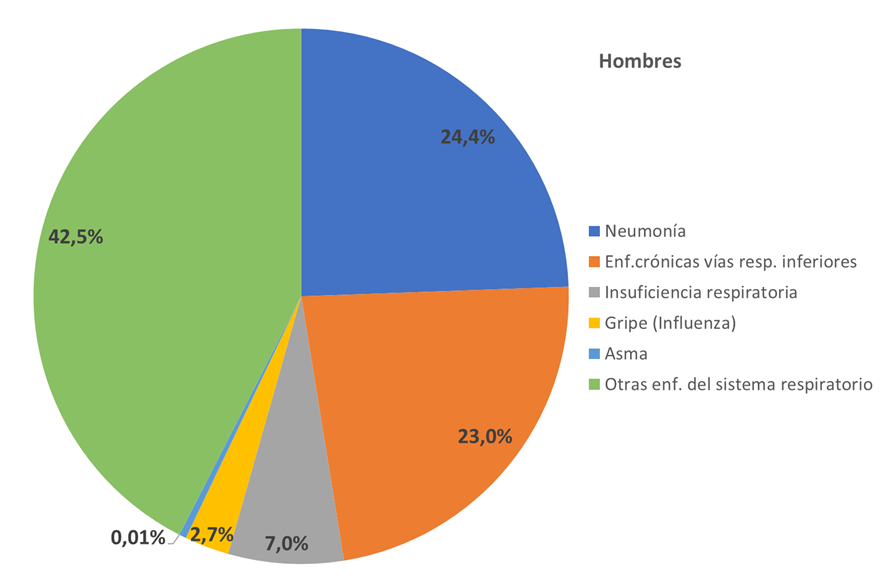 Hombres
24,4%
42,5%
23,0%
0,01%
2,7%
7,0%
Neumonía
Enf.crónicas vías resp. inferiores
Insuficiencia respiratoria
Gripe (Influenza)
Asma
Otras enf. del sistema respiratorio